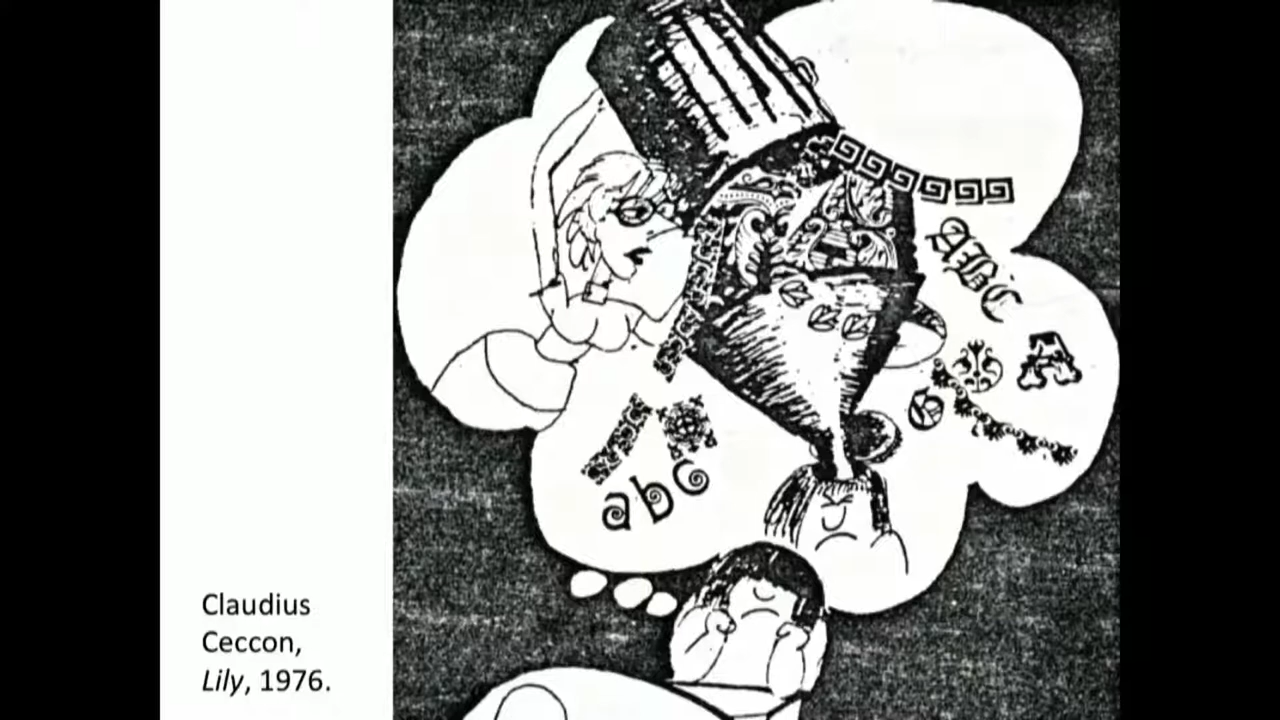 ABC
A
G
abc
Claudius
Ceccon,
Lily, 1976.